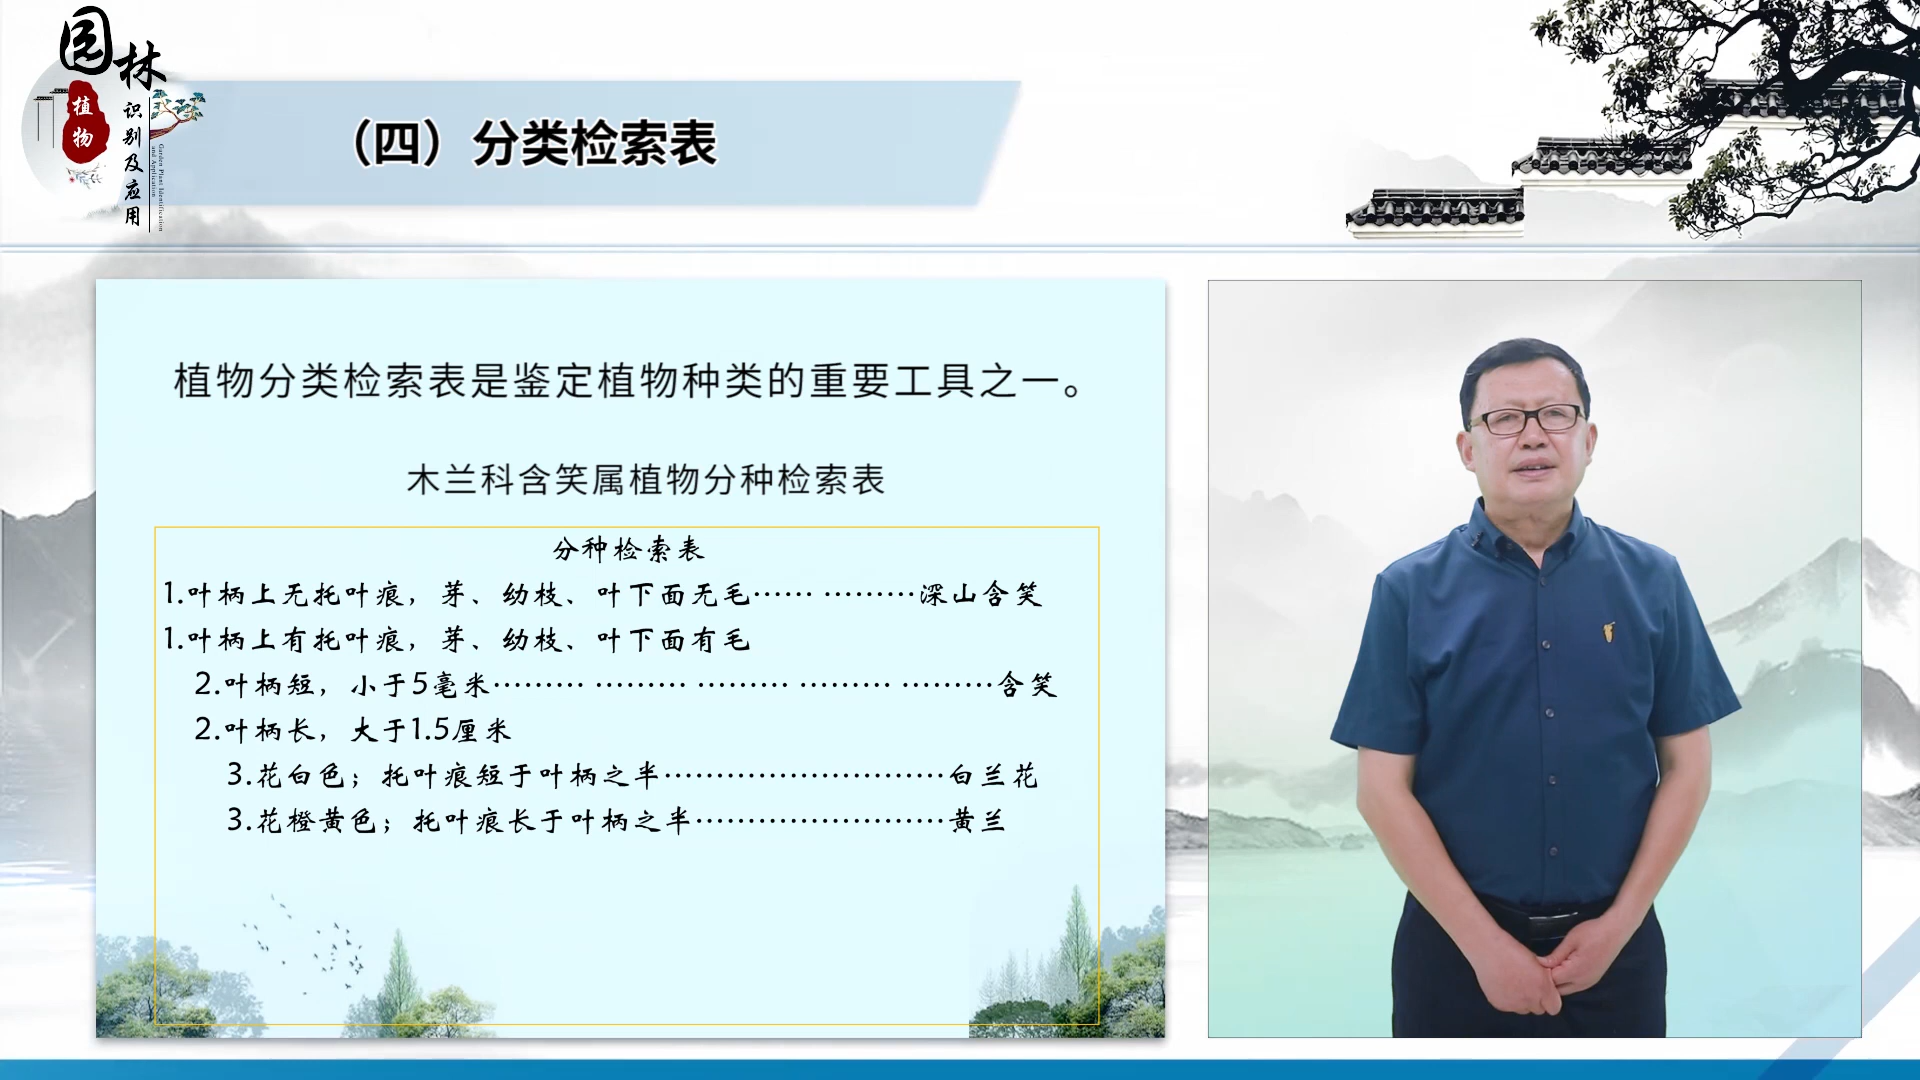 园林
植物
识别及应用
Garden Plant Identification
and Application
（四）分类检索表
植物分类检索表是鉴定植物种类的重要工具之一。
木兰科含笑属植物分种检索表
分种检索表
1.叶柄上无托叶痕，芽、幼枝、叶下面无毛…… ………深山含笑
1.叶柄上有托叶痕，芽、幼枝、叶下面有毛
2.叶柄短，小于5毫米……… ……… ……… ……… ………含笑
2.叶柄长，大于1.5厘米
3.花白色；托叶痕短于叶柄之半………………………白兰花
3.花橙黄色；托叶痕长于叶柄之半……………………黄兰